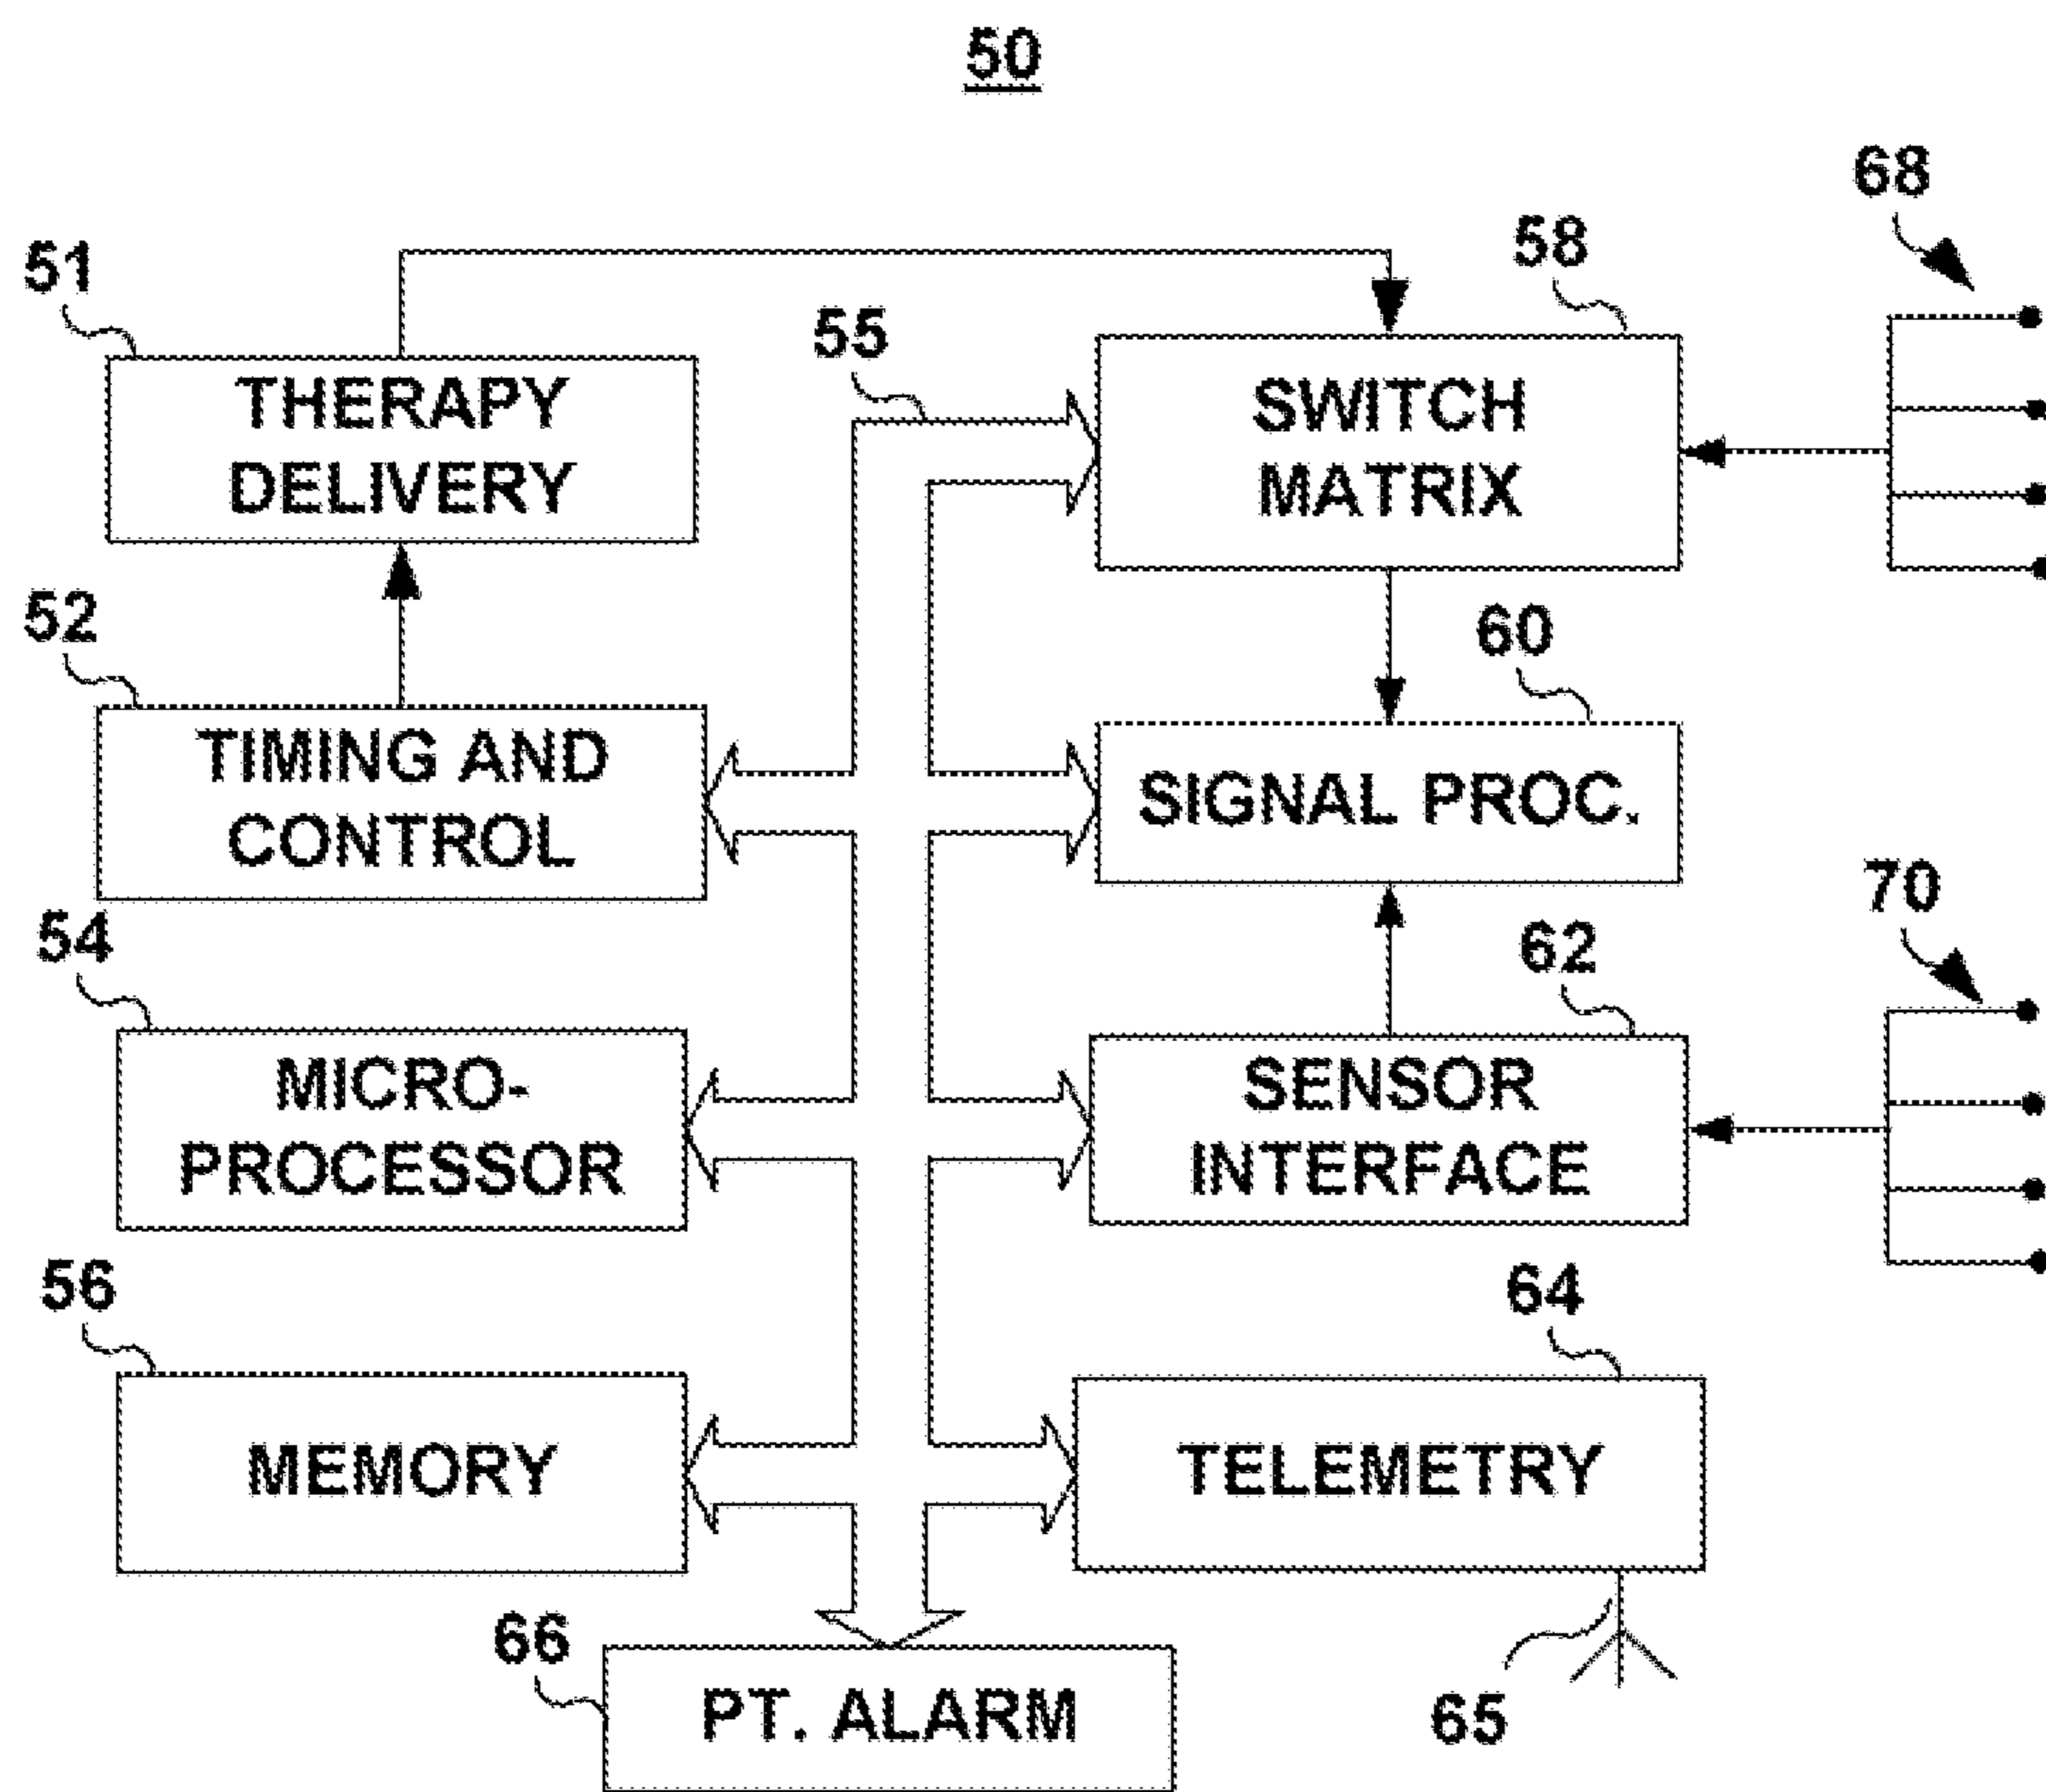 50
68
58
51
55
THERAPY
DELIVERY
SWITCH
MATRIX
52
60
TIMING AND
CONTROL
SIGNAL PROC.
70
54
62
MICRO-
PROCESSOR
SENSOR
INTERFACE
56
64
MEMORY
TELEMETRY
66
65
PT. ALARM